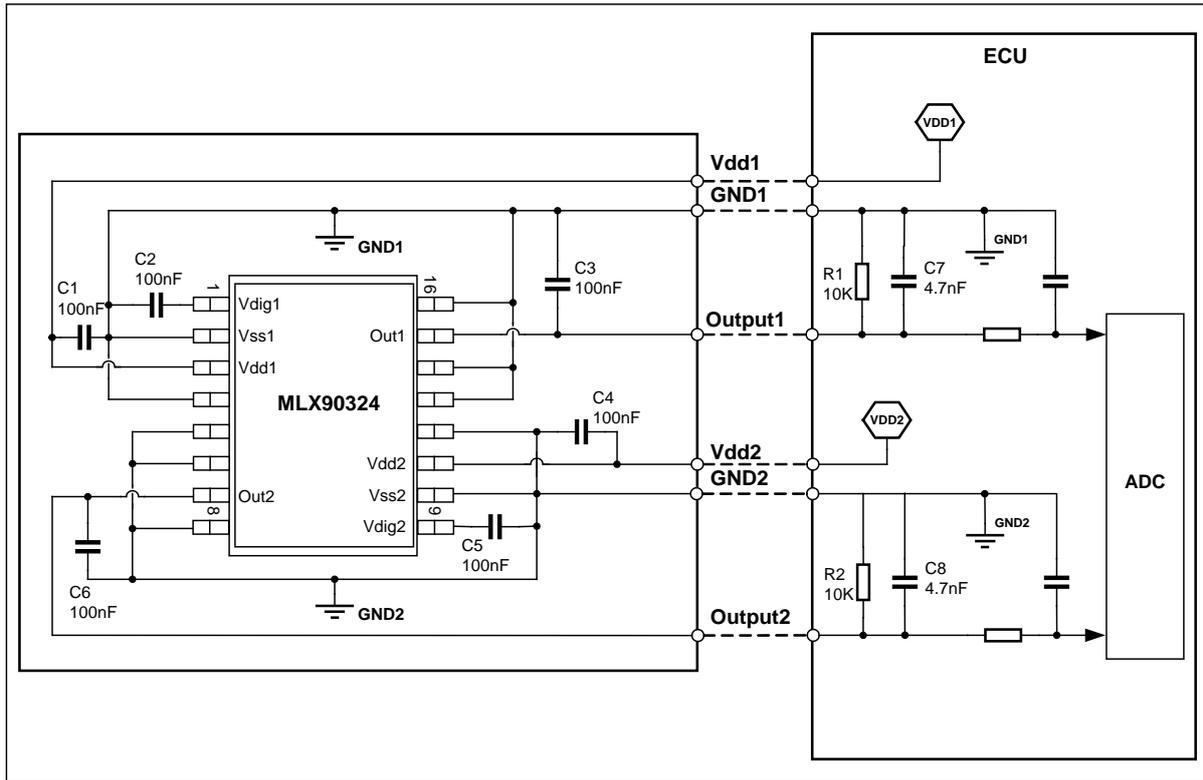 ECU
VDD1
Vdd1
GND1
GND1
GND1
C2
100nF
C1
100nF
C3
100nF
R1
10K
C7
4.7nF
1
16
Vdig1
Vss1
Out1
Output1
Vdd1
MLX90324
C4
100nF
VDD2
Vdd2
Vdd2
GND2
ADC
Out2
Vss2
8
9
Vdig2
C5
100nF
GND2
C6
100nF
GND2
R2
10K
C8
4.7nF
Output2